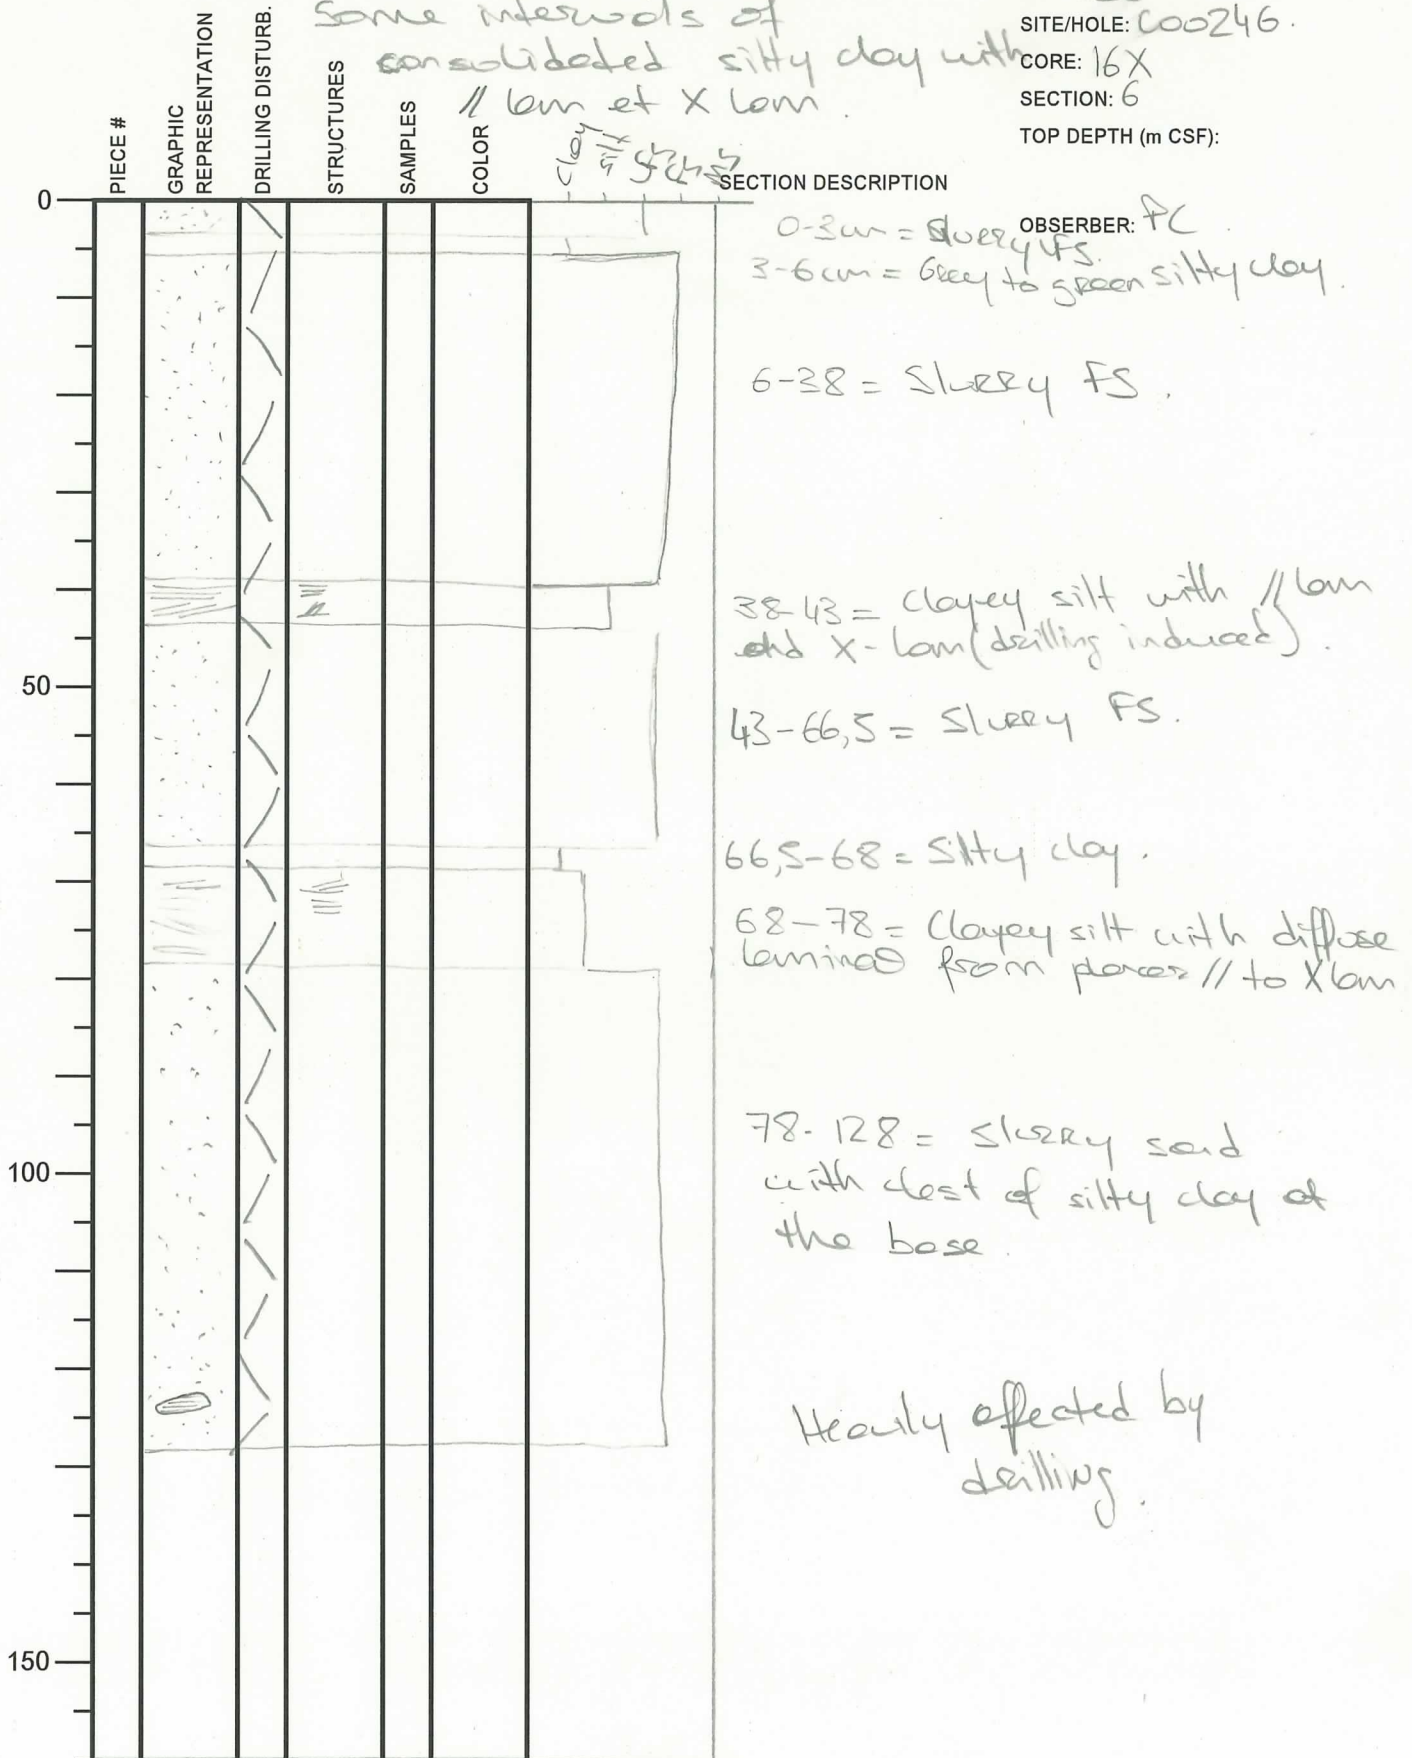 Some intervals of
consolidated silty clay with
// lam et X lam.
SITE/HOLE: C0024G.
CORE: 16X
SECTION: 6
TOP DEPTH (m CSF):
PIECE #
GRAPHIC
REPRESENTATION
DRILLING DISTURB.
STRUCTURES
SAMPLES
COLOR
Clay
SECTION DESCRIPTION
OBSERBER: PC
0
0-3cm = Slurry FS.
3-6cm = Grey to green silty clay.
6-38 = Slurry FS.
38-43 = Clayey silt with // lam
and X-lam (drilling induced).
50
43-66,5 = Slurry FS.
66,5-68 = Silty clay.
68-78 = Clayey silt with diffuse
laminae from places // to X lam
78-128 = Slurry sand
100
with clast of silty clay at
the base.
Heavily affected by
drilling.
150